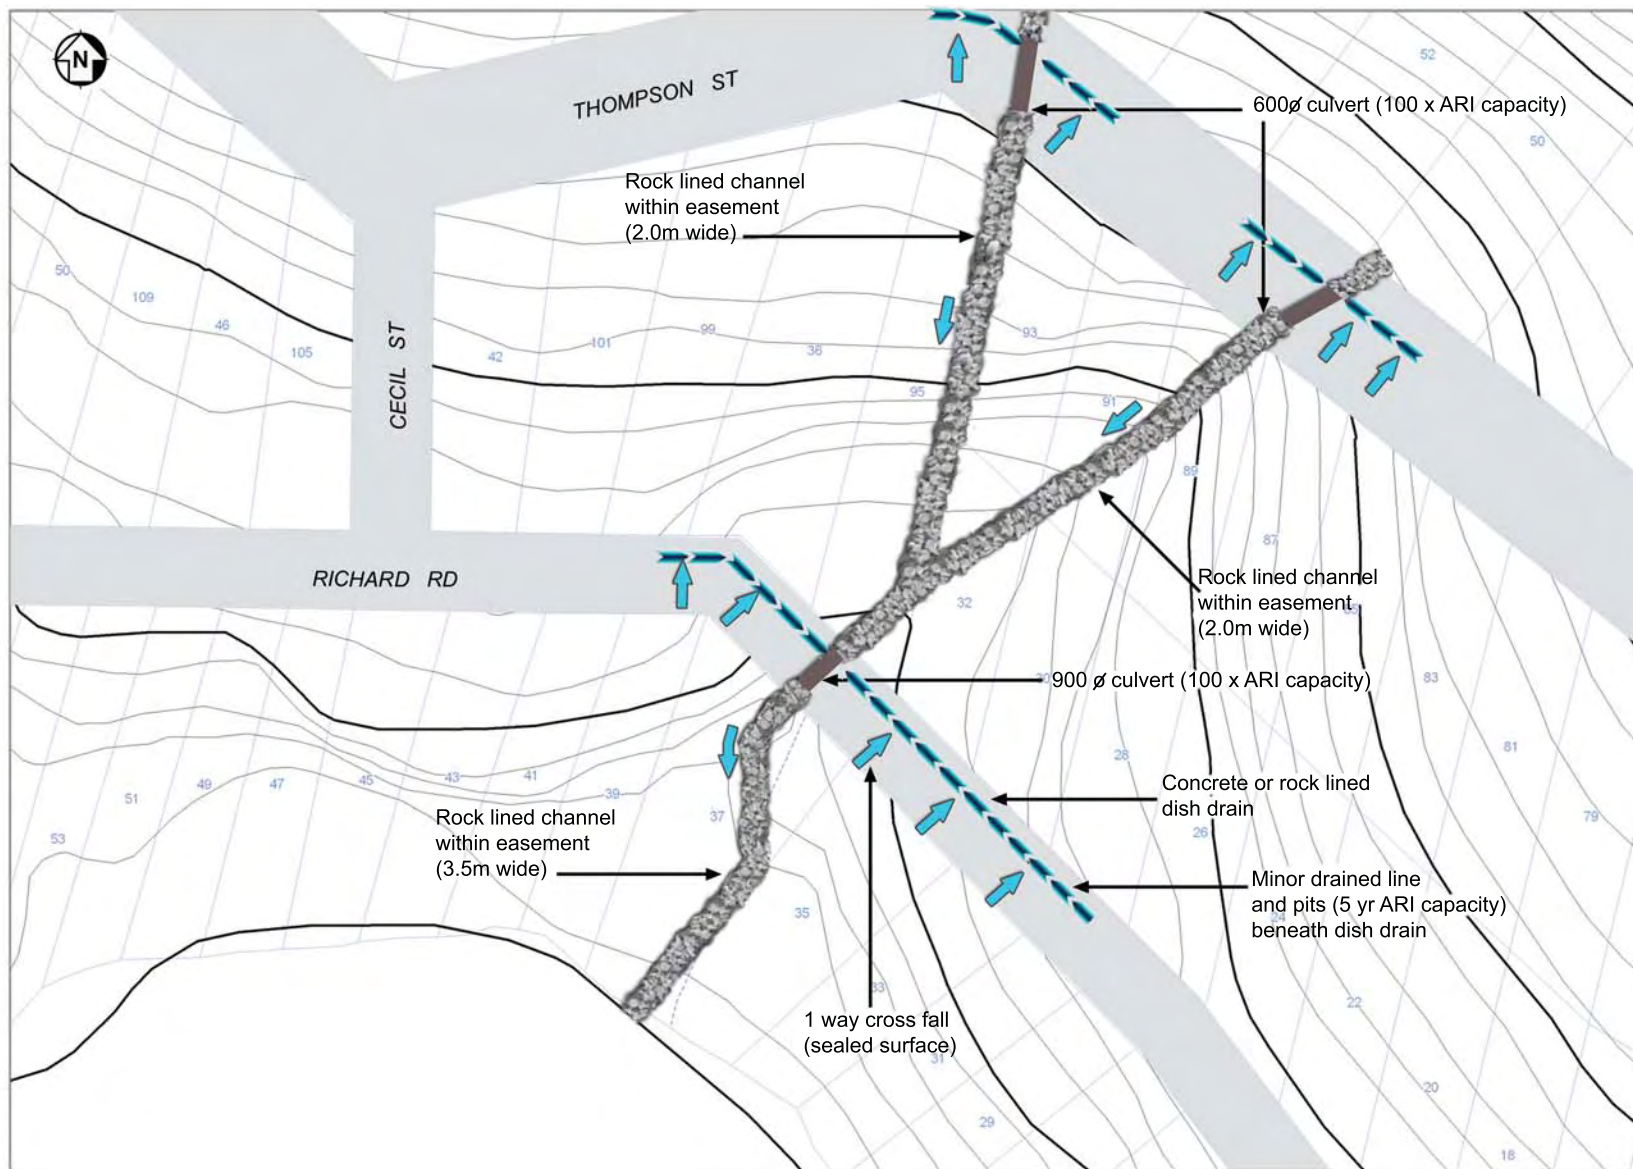 N
52
THOMPSON ST
600ø culvert (100 x ARI capacity)
50
Rock lined channel
within easement
(2.0m wide)
50
109
46
105
CECIL ST
42
101
99
36
93
95
91
89
87
RICHARD RD
32
Rock lined channel
within easement
(2.0m wide)
900 ø culvert (100 x ARI capacity)
83
81
28
51
49
47
45
43
41
39
37
Concrete or rock lined
dish drain
79
26
53
Rock lined channel
within easement
(3.5m wide)
35
Minor drained line
and pits (5 yr ARI capacity)
beneath dish drain
24
33
22
1 way cross fall
(sealed surface)
31
29
20
18